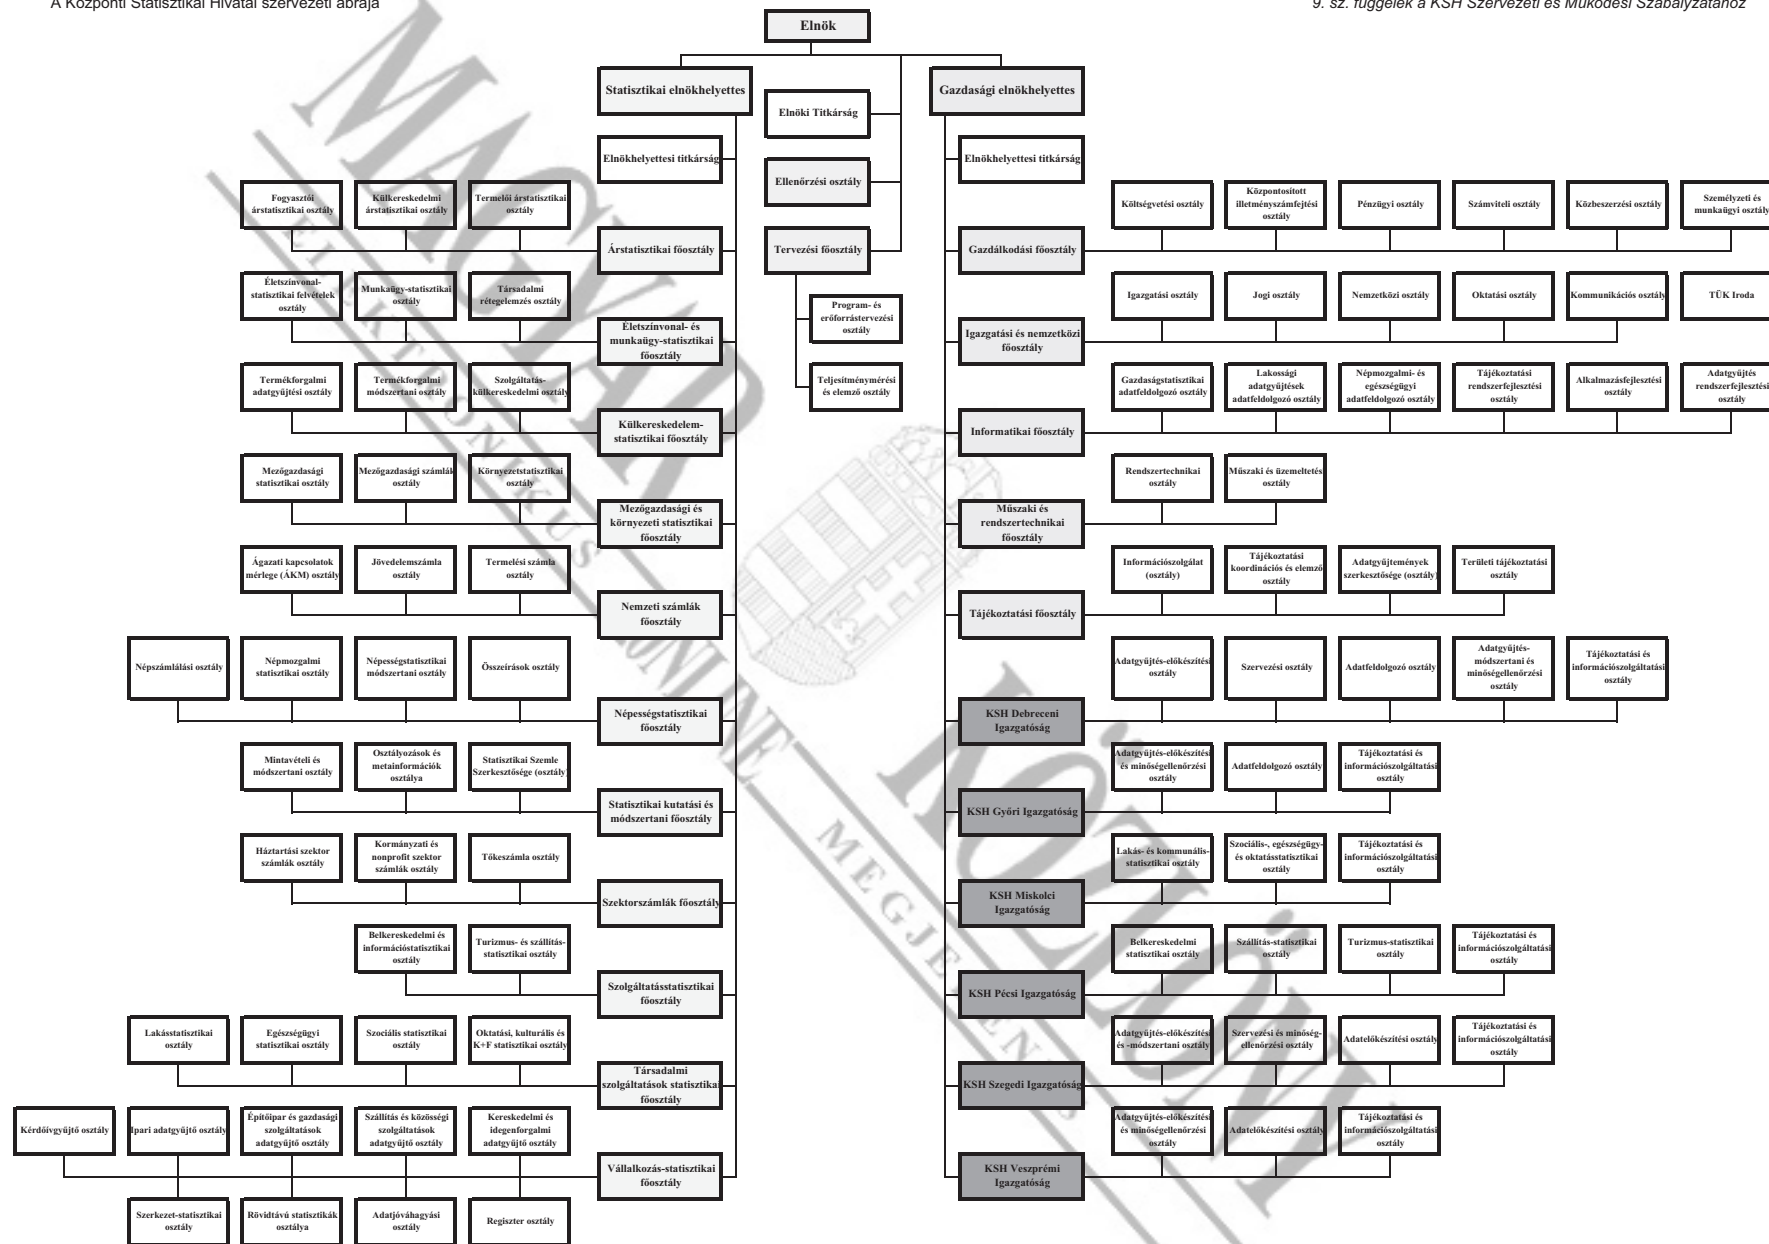 A Központi Statisztikai Hivatal szervezeti ábrája
9. sz. függelék a KSH Szervezeti és Működési Szabályzatához
Elnök
Statisztikai elnökhelyettes
Gazdasági elnökhelyettes
Elnöki Titkárság
Ellenőrzési osztály
Tervezési főosztály
Program- és
erőforrástervezési
osztály
Teljesítménymérési
és elemző osztály
Elnökhelyettesi titkárság
Fogyasztói
árstatisztikai osztály
Külkereskedelmi
árstatisztikai osztály
Termelői árstatisztikai
osztály
Árstatisztikai főosztály
Életszínvonal-
statisztikai felvételek
osztály
Munkaügy-statisztikai
osztály
Társadalmi
rétegelemzés osztály
Életszínvonal- és
munkaügy-statisztikai
főosztály
Termékforgalmi
adatgyűjtési osztály
Termékforgalmi
módszertani osztály
Szolgáltatás-
külkereskedelmi osztály
Külkereskedelem-
statisztikai főosztály
Mezőgazdasági
statisztikai osztály
Mezőgazdasági számlák
osztály
Környezetstatisztikai
osztály
Mezőgazdasági és
környezeti statisztikai
főosztály
Ágazati kapcsolatok
mérlege (ÁKM) osztály
Jövedelemszámla
osztály
Termelési számla
osztály
Nemzeti számlák
főosztály
Népszámlálási osztály
Népmozgalmi
statisztikai osztály
Népességstatisztikai
módszertani osztály
Összeírások osztály
Népességstatisztikai
főosztály
Mintavételi és
módszertani osztály
Osztályozások és
metainformációk
osztálya
Statisztikai Szemle
Szerkesztősége (osztály)
Statisztikai kutatási és
módszertani főosztály
Háztartási szektor
számlák osztály
Kormányzati és
nonprofit szektor
számlák osztály
Tőkeszámla osztály
Szektorszámlák főosztály
Belkereskedelmi és
információstatisztikai
osztály
Turizmus- és szállítás-
statisztikai osztály
Szolgáltatásstatisztikai
főosztály
Lakásstatisztikai
osztály
Egészségügyi
statisztikai osztály
Szociális statisztikai
osztály
Oktatási, kulturális és
K+F statisztikai osztály
Társadalmi
szolgáltatások statisztikai
főosztály
Kérdőívgyűjtő osztály
Ipari adatgyűjtő osztály
Építőipar és gazdasági
szolgáltatások
adatgyűjtő osztály
Szállítás és közösségi
szolgáltatások
adatgyűjtő osztály
Kereskedelmi és
idegenforgalmi
adatgyűjtő osztály
Vállalkozás-statisztikai
főosztály
Szerkezet-statisztikai
osztály
Rövidtávú statisztikák
osztálya
Adatjóváhagyási
osztály
Regiszter osztály
Elnökhelyettesi titkárság
Költségvetési osztály
Központosított
illetményszámfejtési
osztály
Pénzügyi osztály
Számviteli osztály
Közbeszerzési osztály
Személyzeti és
munkaügyi osztály
Gazdálkodási főosztály
Igazgatási osztály
Jogi osztály
Nemzetközi osztály
Oktatási osztály
Kommunikációs osztály
TÜK Iroda
Igazgatási és nemzetközi
főosztály
Gazdaságstatisztikai
adatfeldolgozó osztály
Lakossági
adatgyűjtések
adatfeldolgozó osztály
Népmozgalmi- és
egészségügyi
adatfeldolgozó osztály
Tájékoztatási
rendszerfejlesztési
osztály
Alkalmazásfejlesztési
osztály
Adatgyűjtés
rendszerfejlesztési
osztály
Informatikai főosztály
Rendszertechnikai
osztály
Műszaki és üzemeltetés
osztály
Műszaki és
rendszertechnikai
főosztály
Információszolgálat
(osztály)
Tájékoztatási
koordinációs és elemző
osztály
Adatgyűjtemények
szerkesztősége (osztály)
Területi tájékoztatási
osztály
Tájékoztatási főosztály
Adatgyűjtés-előkészítési
osztály
Szervezési osztály
Adatfeldolgozó osztály
Adatgyűjtés-
módszertani és
minőségellenőrzési
osztály
Tájékoztatási és
információszolgáltatási
osztály
KSH Debreceni
Igazgatóság
Adatgyűjtés-előkészítési
és minőségellenőrzési
osztály
Adatfeldolgozó osztály
Tájékoztatási és
információszolgáltatási
osztály
KSH Győri Igazgatóság
Lakás- és kommunális-
statisztikai osztály
Szociális-, egészségügy-
és oktatásstatisztikai
osztály
Tájékoztatási és
információszolgáltatási
osztály
KSH Miskolci
Igazgatóság
Belkereskedelmi
statisztikai osztály
Szállítás-statisztikai
osztály
Turizmus-statisztikai
osztály
Tájékoztatási és
információszolgáltatási
osztály
KSH Pécsi Igazgatóság
Adatgyűjtés-előkészítési
és -módszertani osztály
Szervezési és minőség-
ellenőrzési osztály
Adatelőkészítési osztály
Tájékoztatási és
információszolgáltatási
osztály
KSH Szegedi Igazgatóság
Adatgyűjtés-előkészítési
és minőségellenőrzési
osztály
Adatelőkészítési osztály
Tájékoztatási és
információszolgáltatási
osztály
KSH Veszprémi
Igazgatóság
MAGYAR KÖZLÖNY
ELEKTRONIKUS
MEGJELENÉS